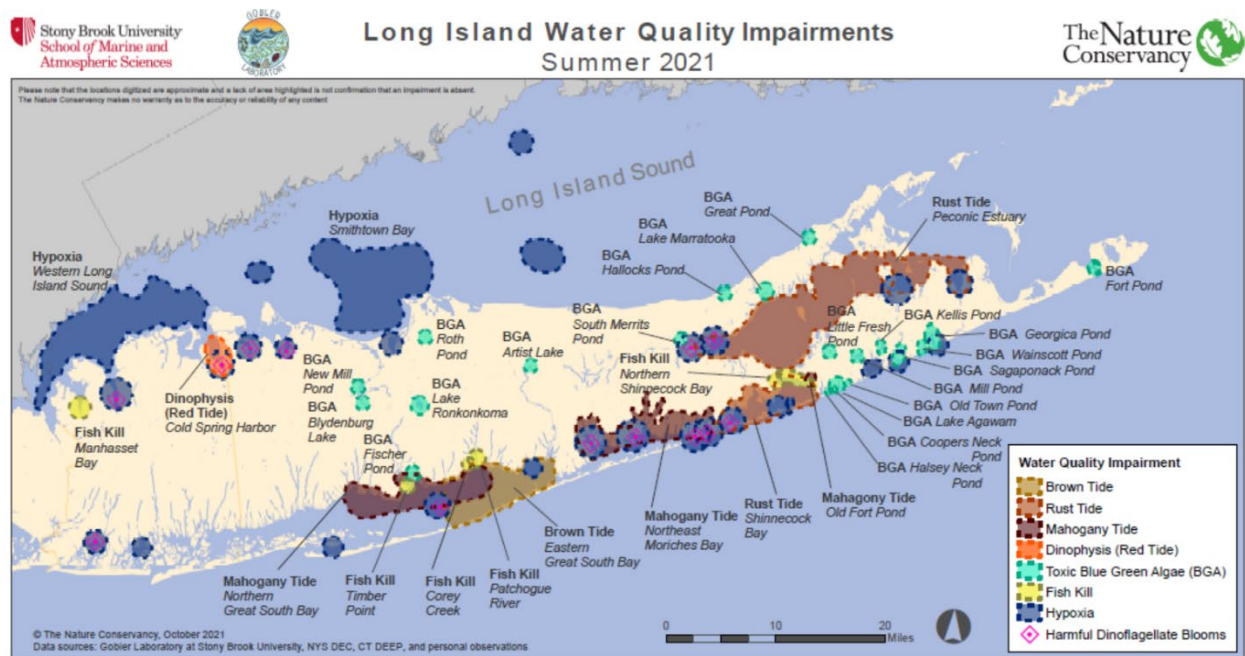 Stony Brook University
School of Marine and
Atmospheric Sciences
GOBLER
LABORATORY
Long Island Water Quality Impairments
Summer 2021
The Nature
Conservancy
Please note that the locations digitized are approximate and a lack of area highlighted is not confirmation that an impairment is absent.
The Nature Conservancy makes no warranty as to the accuracy or reliability of any content
Long Island Sound
Hypoxia
Western Long
Island Sound
Hypoxia
Smithtown Bay
BGA
Great Pond
BGA
Lake Marratooka
BGA
Hallocks Pond
Rust Tide
Peconic Estuary
BGA
Fort Pond
BGA
South Merrits
Pond
BGA
Little Fresh
Pond
BGA Kellis Pond
BGA Georgica Pond
BGA Wainscott Pond
BGA Sagaponack Pond
BGA Mill Pond
BGA Old Town Pond
BGA Lake Agawam
BGA Coopers Neck
Pond
BGA Halsey Neck
Pond
Fish Kill
Northern
Shinnecock Bay
BGA
Roth
Pond
BGA
Artist Lake
BGA
New Mill
Pond
BGA
Blydenburg
Lake
BGA
Lake
Ronkonkoma
BGA
Fischer
Pond
Dinophysis
(Red Tide)
Cold Spring Harbor
Fish Kill
Manhasset
Bay
Mahogany Tide
Northern
Great South Bay
Fish Kill
Timber
Point
Fish Kill
Corey
Creek
Fish Kill
Patchogue
River
Brown Tide
Eastern
Great South Bay
Mahogany Tide
Northeast
Moriches Bay
Rust Tide
Shinnecock
Bay
Mahagony Tide
Old Fort Pond
Water Quality Impairment
Brown Tide
Rust Tide
Mahogany Tide
Dinophysis (Red Tide)
Toxic Blue Green Algae (BGA)
Fish Kill
Hypoxia
Harmful Dinoflagellate Blooms
0 5 10 20
Miles
© The Nature Conservancy, October 2021
Data sources: Gobler Laboratory at Stony Brook University, NYS DEC, CT DEEP, and personal observations